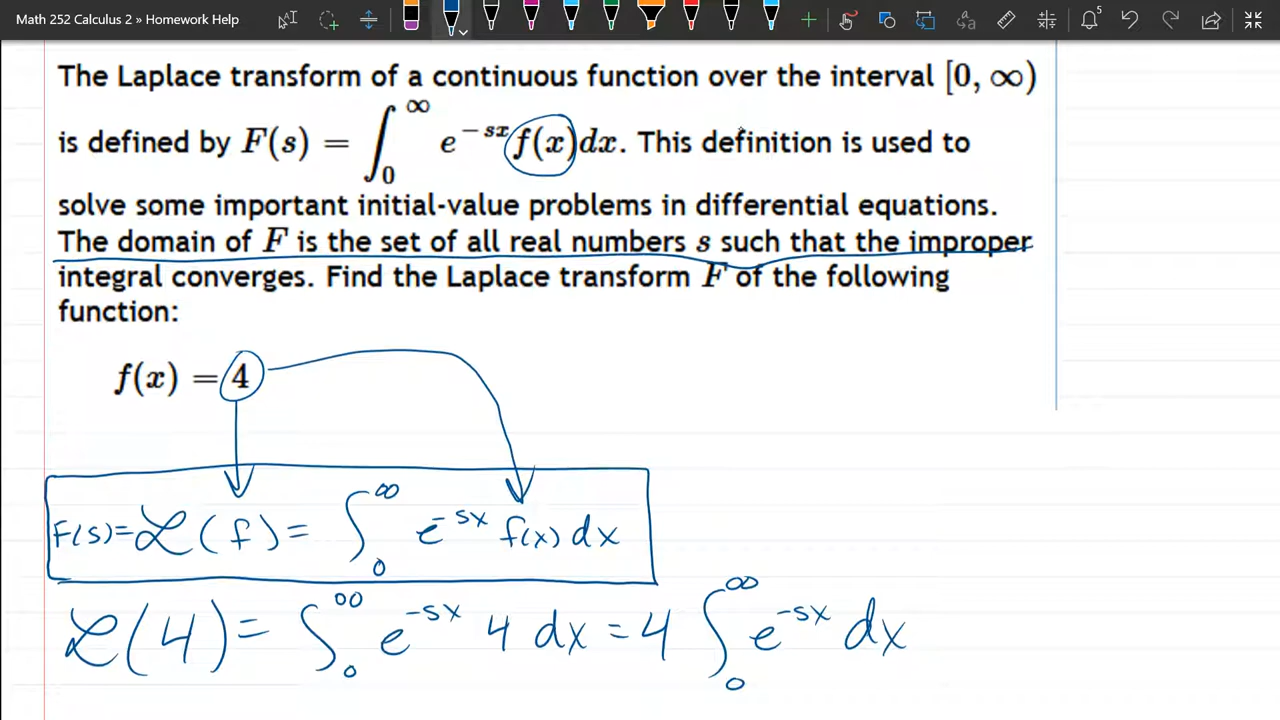 Math 252 Calculus 2 » Homework Help
5
The Laplace transform of a continuous function over the interval [0, ∞)
is defined by F(s) = ∫₀^∞ e^{−sx} f(x)dx. This definition is used to
solve some important initial-value problems in differential equations.
The domain of F is the set of all real numbers s such that the improper
integral converges. Find the Laplace transform F of the following
function:
f(x) = 4
F(s) = ℒ(f) = ∫₀^∞ e^{-sx} f(x) dx
ℒ(4) = ∫₀^∞ e^{-sx} 4 dx = 4 ∫₀^∞ e^{-sx} dx